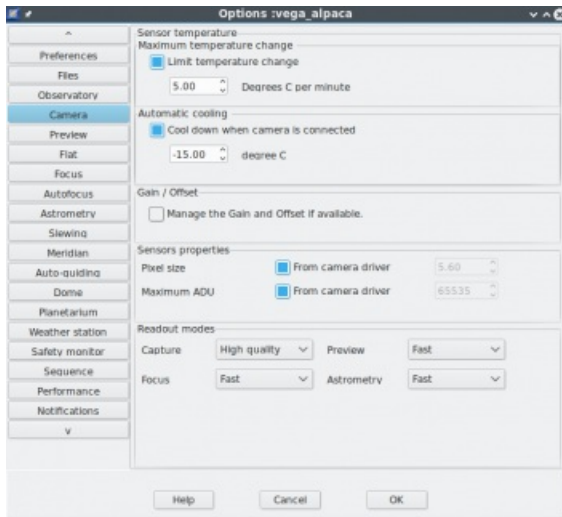 Options :vega_alpaca
Preferences
Files
Observatory
Camera
Preview
Flat
Focus
Autofocus
Astrometry
Slewing
Meridian
Auto-guiding
Dome
Planetarium
Weather station
Safety monitor
Sequence
Performance
Notifications
v
Sensor temperature
Maximum temperature change
Limit temperature change
5.00 Degrees C per minute
Automatic cooling
Cool down when camera is connected
-15.00 degree C
Gain / Offset
Manage the Gain and Offset if available.
Sensors properties
Pixel size From camera driver 5.60
Maximum ADU From camera driver 65535
Readout modes
Capture High quality Preview Fast
Focus Fast Astrometry Fast
Help Cancel OK